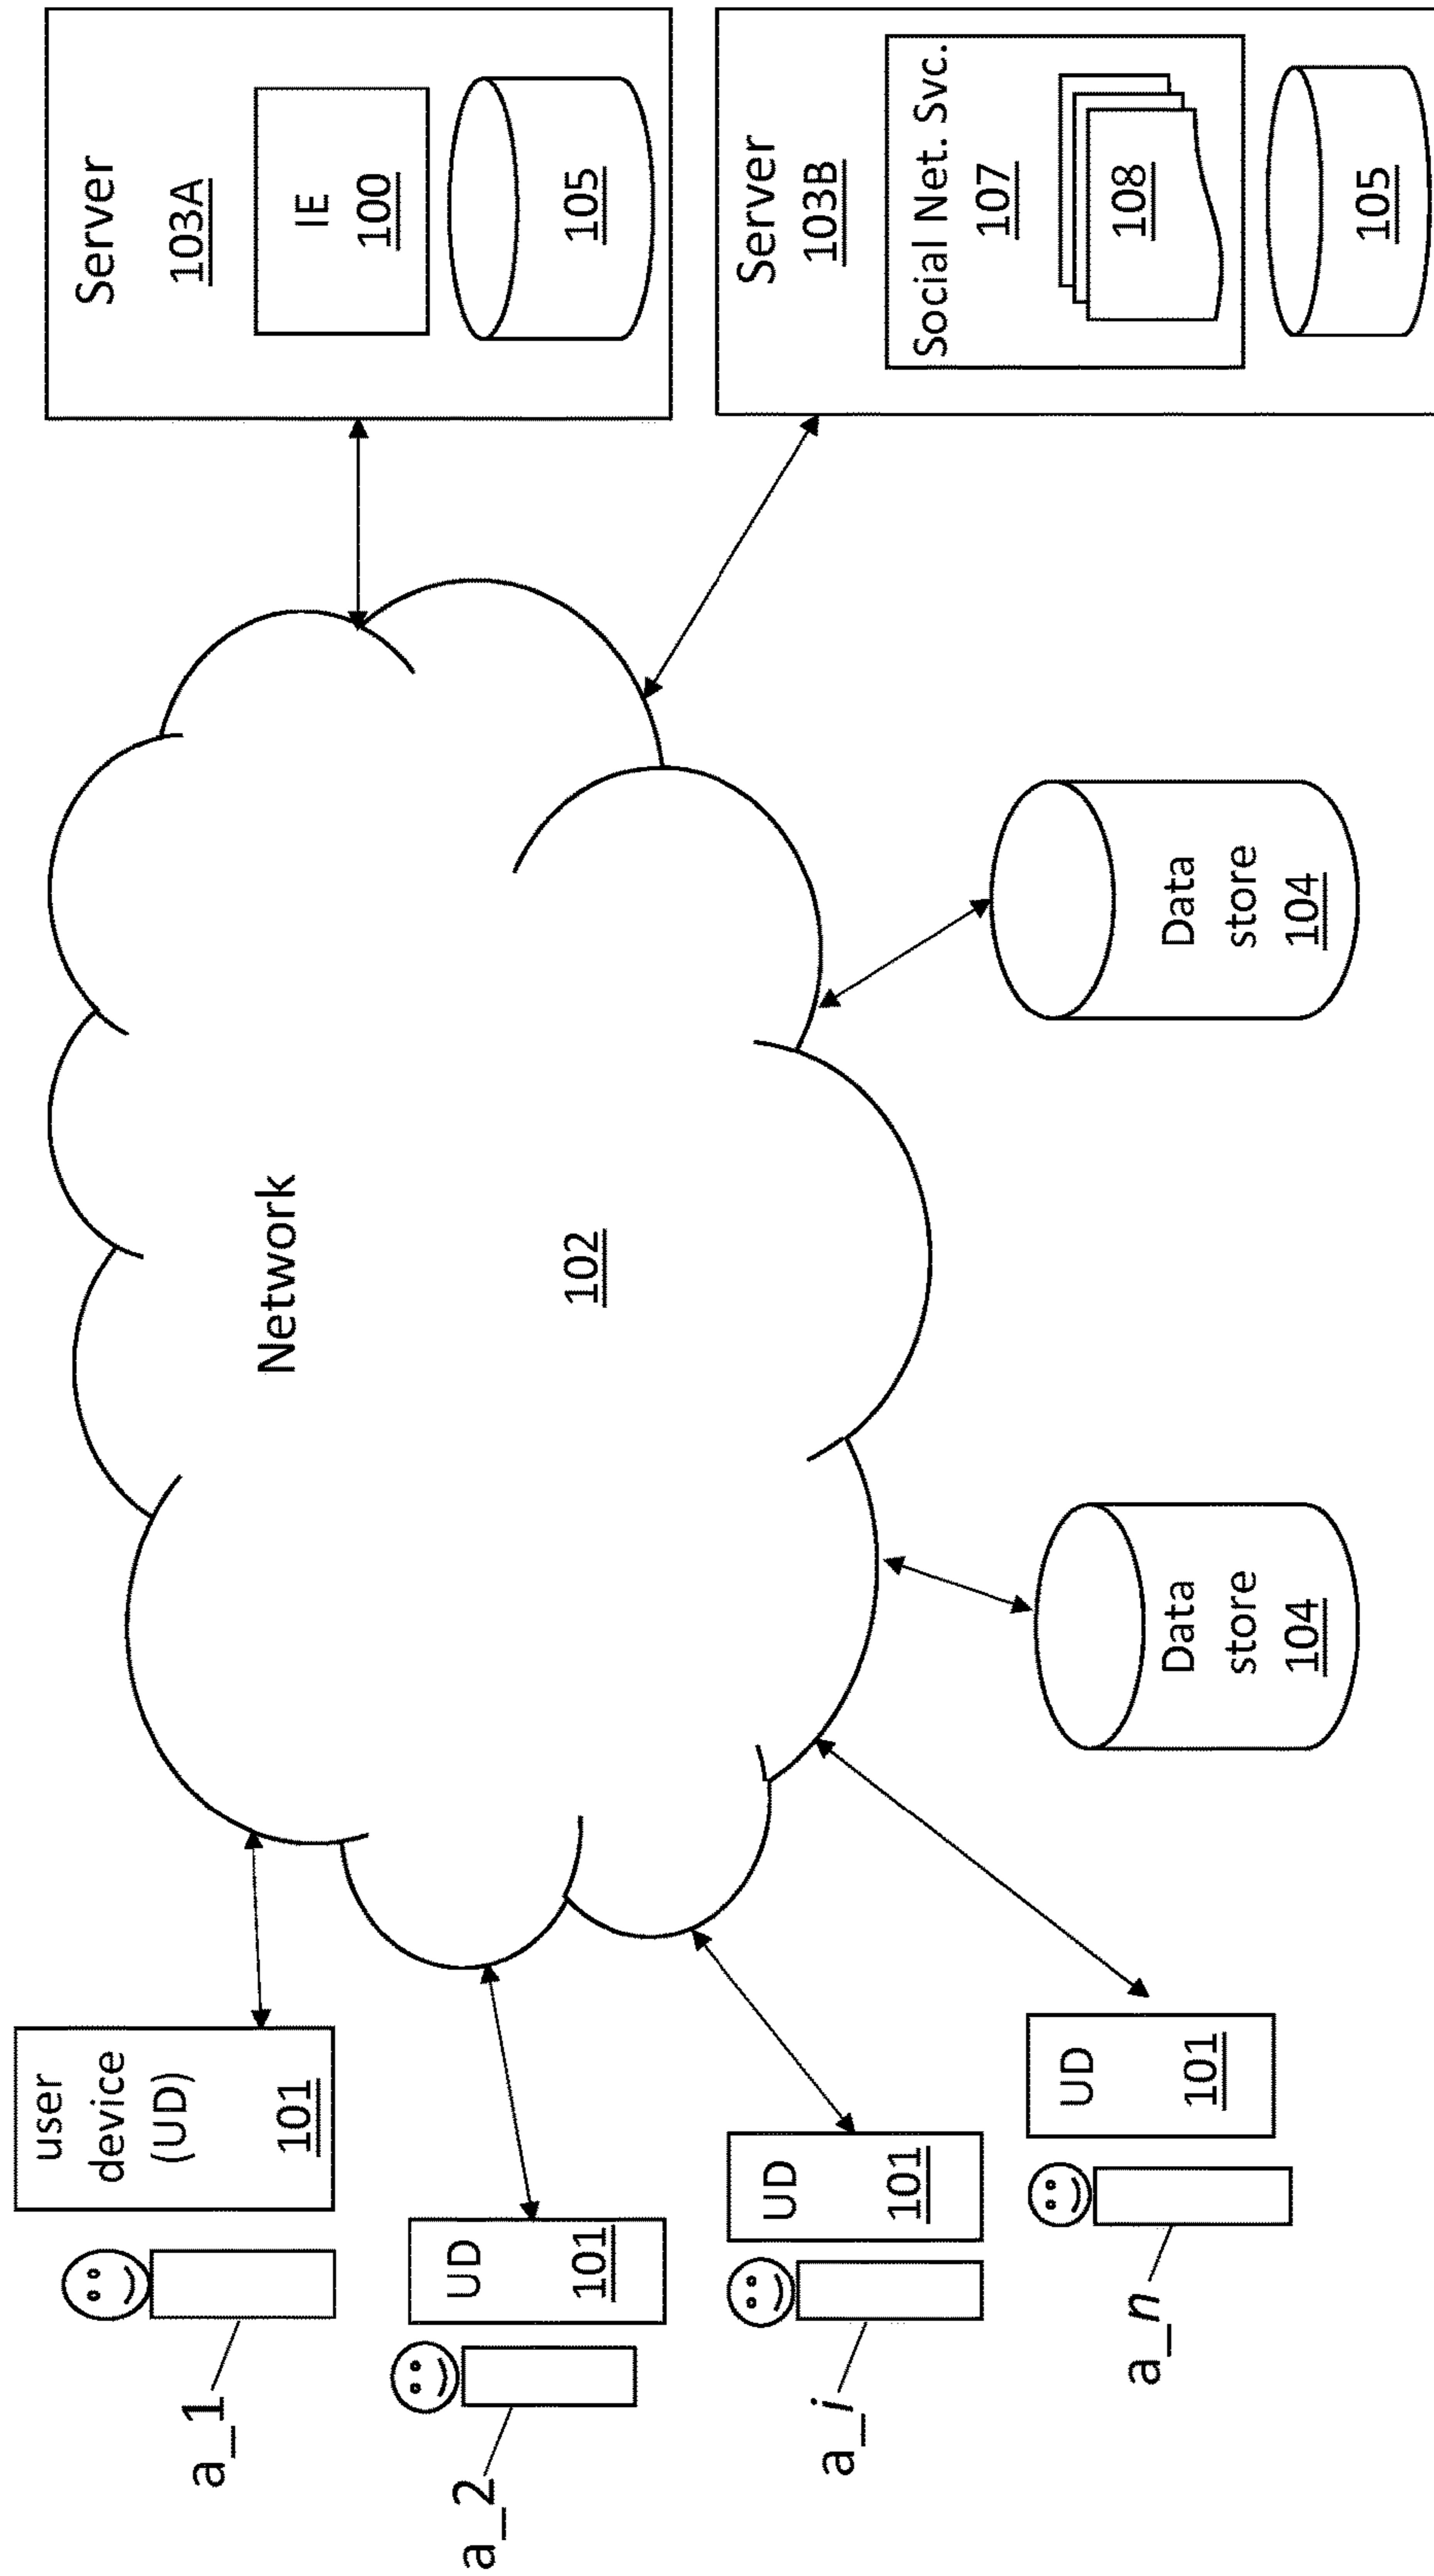 user
device
(UD)
101
a_1
UD
101
a_2
UD
101
a_i
UD
101
a_n
Network
102
Data
store
104
Data
store
104
Server
103A
IE
100
105
Server
103B
Social Net. Svc.
107
108
105